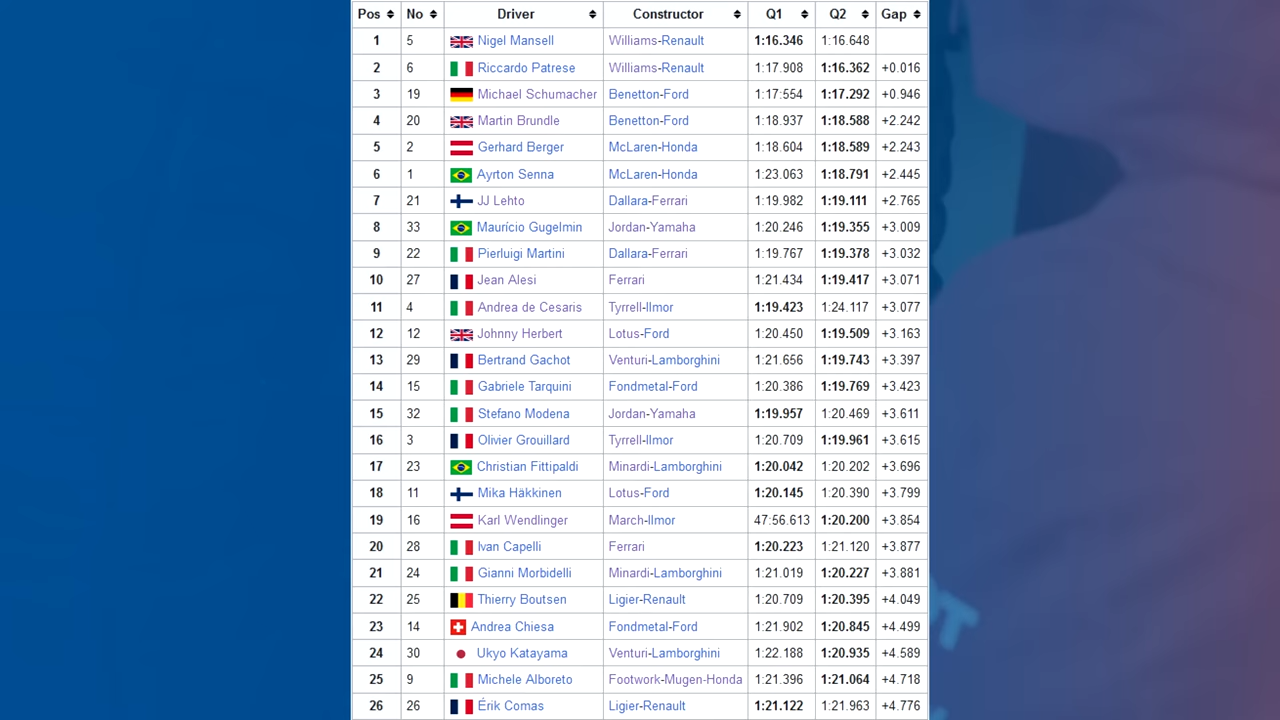 Pos No Driver Constructor Q1 Q2 Gap
1 5 Nigel Mansell Williams-Renault 1:16.346 1:16.648
2 6 Riccardo Patrese Williams-Renault 1:17.908 1:16.362 +0.016
3 19 Michael Schumacher Benetton-Ford 1:17:554 1:17.292 +0.946
4 20 Martin Brundle Benetton-Ford 1:18.937 1:18.588 +2.242
5 2 Gerhard Berger McLaren-Honda 1:18.604 1:18.589 +2.243
6 1 Ayrton Senna McLaren-Honda 1:23.063 1:18.791 +2.445
7 21 JJ Lehto Dallara-Ferrari 1:19.982 1:19.111 +2.765
8 33 Maurício Gugelmin Jordan-Yamaha 1:20.246 1:19.355 +3.009
9 22 Pierluigi Martini Dallara-Ferrari 1:19.767 1:19.378 +3.032
10 27 Jean Alesi Ferrari 1:21.434 1:19.417 +3.071
11 4 Andrea de Cesaris Tyrrell-Ilmor 1:19.423 1:24.117 +3.077
12 12 Johnny Herbert Lotus-Ford 1:20.450 1:19.509 +3.163
13 29 Bertrand Gachot Venturi-Lamborghini 1:21.656 1:19.743 +3.397
14 15 Gabriele Tarquini Fondmetal-Ford 1:20.386 1:19.769 +3.423
15 32 Stefano Modena Jordan-Yamaha 1:19.957 1:20.469 +3.611
16 3 Olivier Grouillard Tyrrell-Ilmor 1:20.709 1:19.961 +3.615
17 23 Christian Fittipaldi Minardi-Lamborghini 1:20.042 1:20.202 +3.696
18 11 Mika Häkkinen Lotus-Ford 1:20.145 1:20.390 +3.799
19 16 Karl Wendlinger March-Ilmor 47:56.613 1:20.200 +3.854
20 28 Ivan Capelli Ferrari 1:20.223 1:21.120 +3.877
21 24 Gianni Morbidelli Minardi-Lamborghini 1:21.019 1:20.227 +3.881
22 25 Thierry Boutsen Ligier-Renault 1:20.709 1:20.395 +4.049
23 14 Andrea Chiesa Fondmetal-Ford 1:21.902 1:20.845 +4.499
24 30 Ukyo Katayama Venturi-Lamborghini 1:22.188 1:20.935 +4.589
25 9 Michele Alboreto Footwork-Mugen-Honda 1:21.396 1:21.064 +4.718
26 26 Érik Comas Ligier-Renault 1:21.122 1:21.963 +4.776